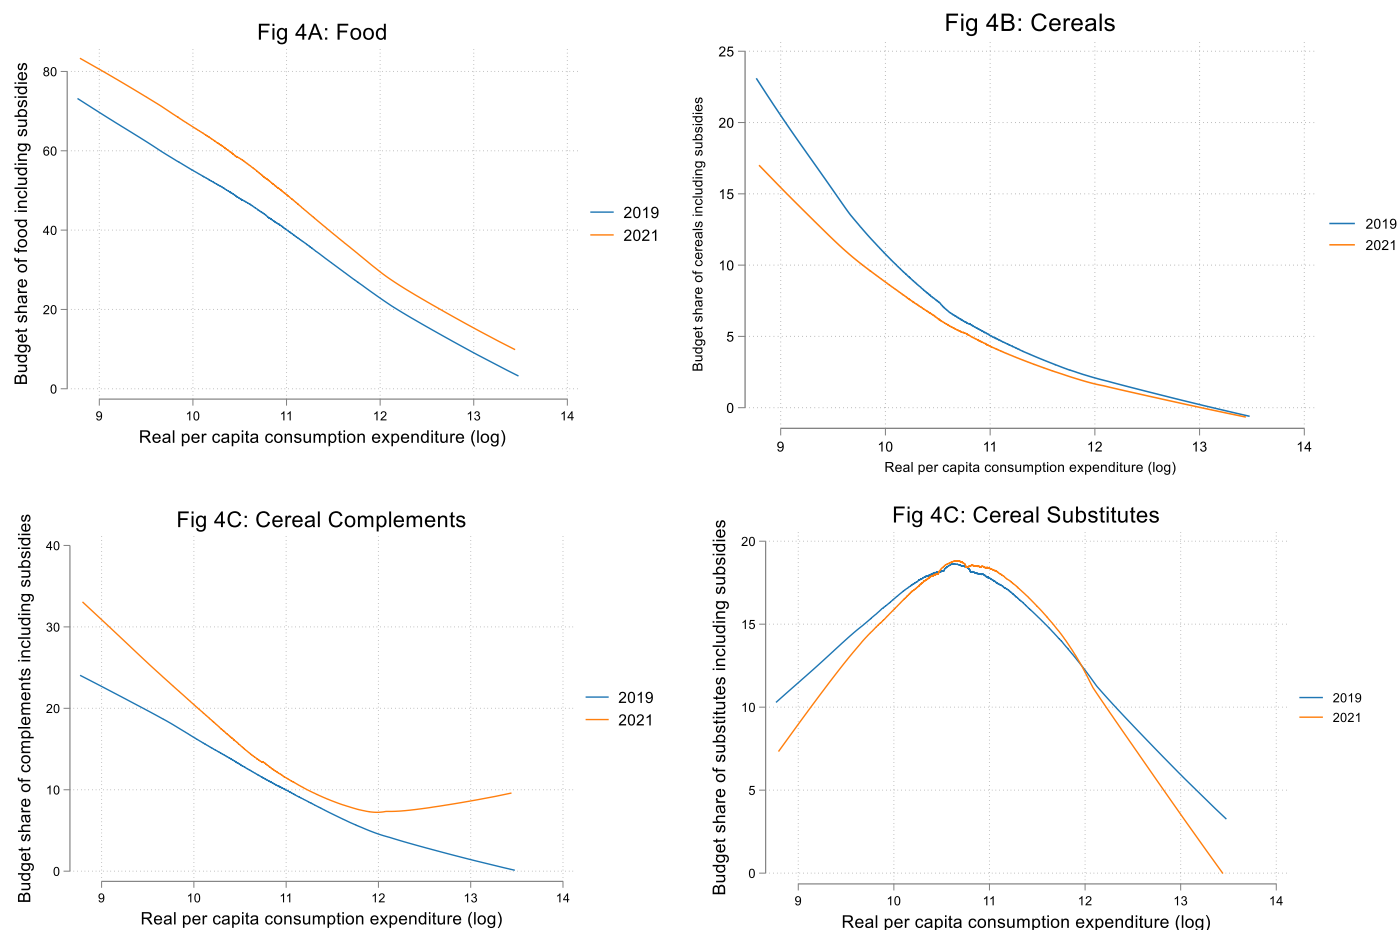 Fig 4A: Food
Budget share of food including subsidies
80
60
40
20
0
9 10 11 12 13 14
Real per capita consumption expenditure (log)
2019
2021
Fig 4B: Cereals
Budget share of cereals including subsidies
25
20
15
10
5
0
9 10 11 12 13 14
Real per capita consumption expenditure (log)
2019
2021
Fig 4C: Cereal Complements
Budget share of complements including subsidies
40
30
20
10
0
9 10 11 12 13 14
Real per capita consumption expenditure (log)
2019
2021
Fig 4C: Cereal Substitutes
Budget share of substitutes including subsidies
20
15
10
5
0
9 10 11 12 13 14
Real per capita consumption expenditure (log)
2019
2021